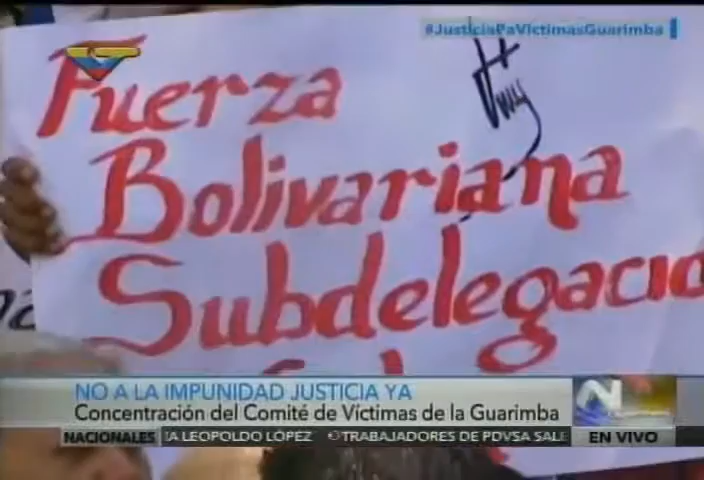 #JusticiaPaVíctimasGuarimba
Fuerza
Bolivariana
Subdelegacio
NO A LA IMPUNIDAD JUSTICIA YA
Concentración del Comité de Víctimas de la Guarimba
NACIONALES
IA LEOPOLDO LÓPEZ
TRABAJADORES DE PDVSA SALE
EN VIVO